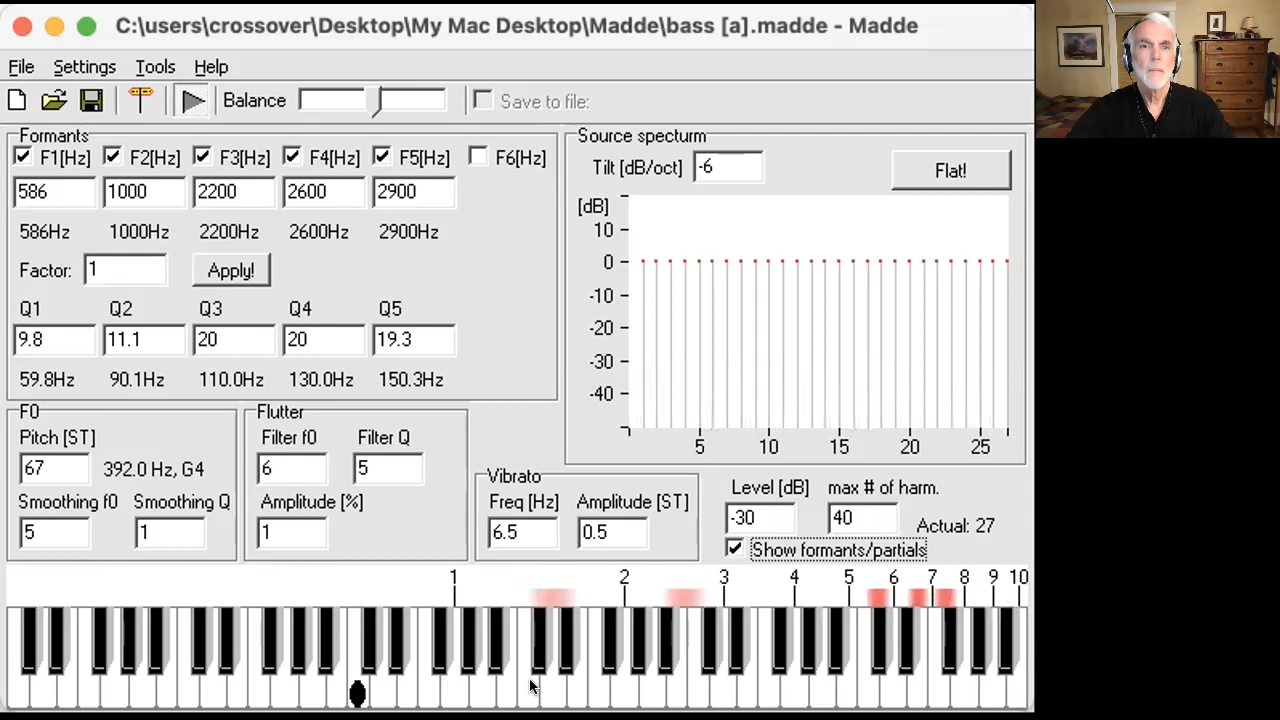 C:\users\crossover\Desktop\My Mac Desktop\Madde\bass [a].madde - Madde
File Settings Tools Help
Balance Save to file:
Formants
F1[Hz] F2[Hz] F3[Hz] F4[Hz] F5[Hz] F6[Hz]
586 1000 2200 2600 2900
586Hz 1000Hz 2200Hz 2600Hz 2900Hz
Factor: 1 Apply!
Q1 Q2 Q3 Q4 Q5
9.8 11.1 20 20 19.3
59.8Hz 90.1Hz 110.0Hz 130.0Hz 150.3Hz
Source specturm
Tilt [dB/oct] -6 Flat!
[dB]
10
0
-10
-20
-30
-40
5 10 15 20 25
F0
Pitch [ST]
67 392.0 Hz, G4
Smoothing f0 Smoothing Q
5 1
Flutter
Filter f0 Filter Q
6 5
Amplitude [%]
1
Vibrato
Freq [Hz] Amplitude [ST]
6.5 0.5
Level [dB] max # of harm.
-30 40 Actual: 27
Show formants/partials
1 2 3 4 5 6 7 8 9 10